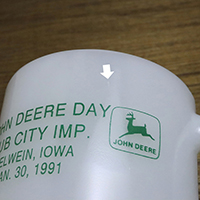 HN DEERE DAY
UB CITY IMP.
ELWEIN, IOWA
AN. 30, 1991
JOHN DEERE